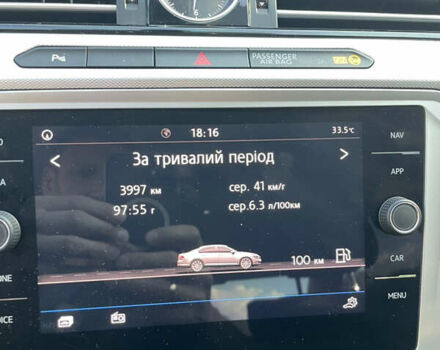 6
P
PASSENGER
AIR BAG
18:16
33.5°C
NAV
За тривалий період
APP
3997 км
сер. 41 км/г
97:55 г
сер.6.3 л/100км
CAR
100 км
MENU